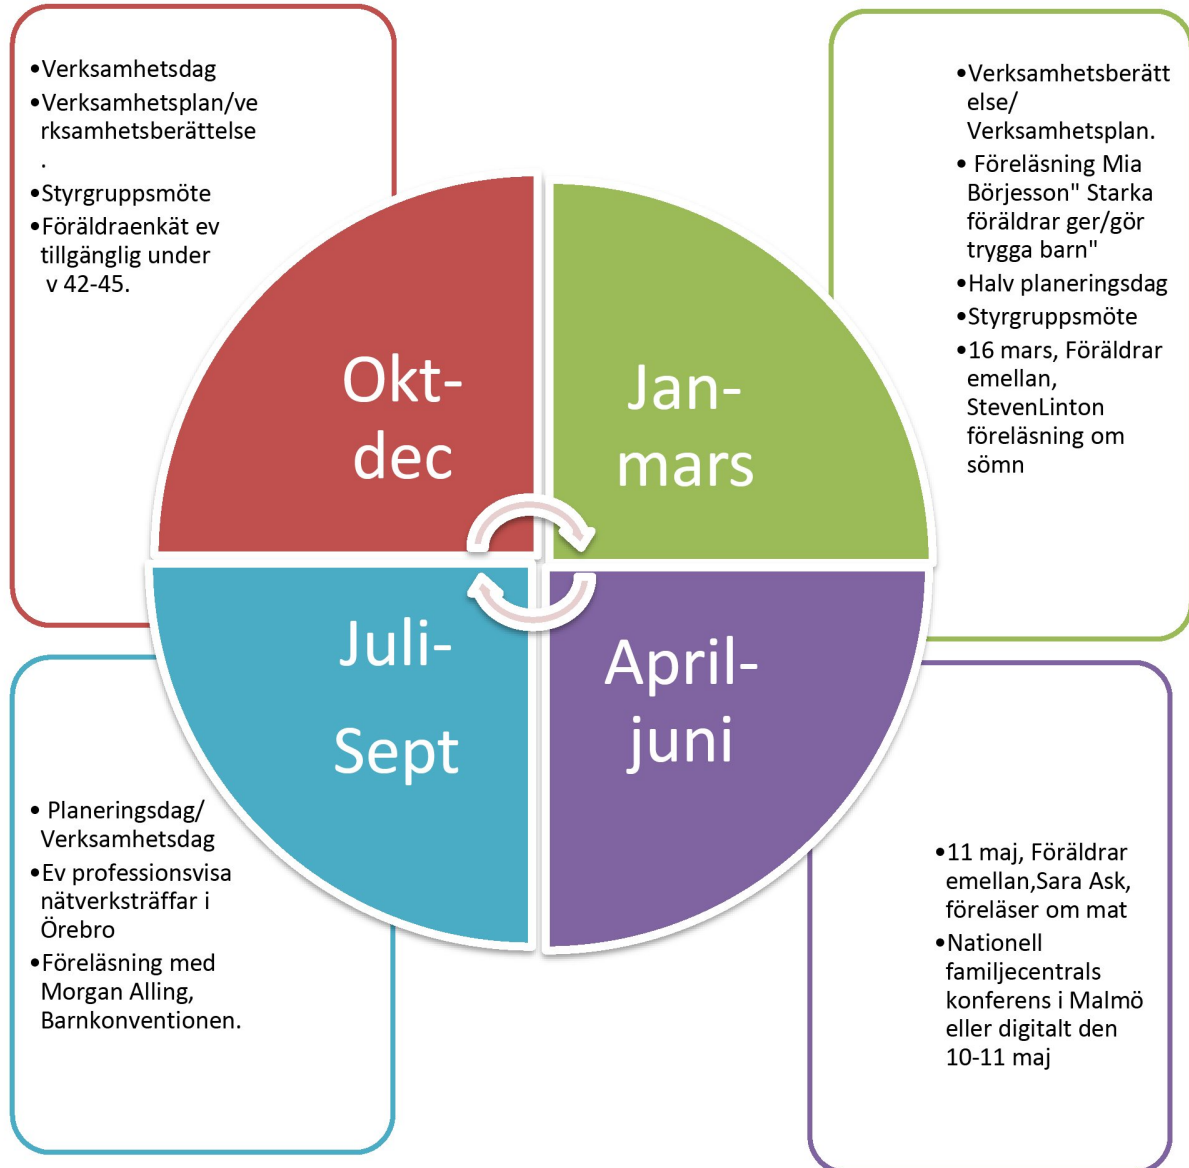 •Verksamhetsdag
•Verksamhetsplan/ve
rksamhetsberättelse
.
•Styrgruppsmöte
•Föräldraenkät ev
tillgänglig under
v 42-45.
•Verksamhetsberätt
else/
Verksamhetsplan.
• Föreläsning Mia
Börjesson" Starka
föräldrar ger/gör
trygga barn"
•Halv planeringsdag
•Styrgruppsmöte
•16 mars, Föräldrar
emellan,
StevenLinton
föreläsning om
sömn
Okt-
dec
Jan-
mars
Juli-
Sept
April-
juni
• Planeringsdag/
Verksamhetsdag
•Ev professionsvisa
nätverksträffar i
Örebro
•Föreläsning med
Morgan Alling,
Barnkonventionen.
•11 maj, Föräldrar
emellan,Sara Ask,
föreläser om mat
•Nationell
familjecentrals
konferens i Malmö
eller digitalt den
10-11 maj